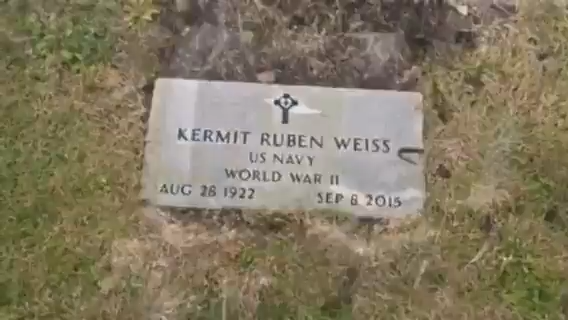 KERMIT RUBEN WEISS
US NAVY
WORLD WAR II
AUG 28 1922 SEP 8 2015